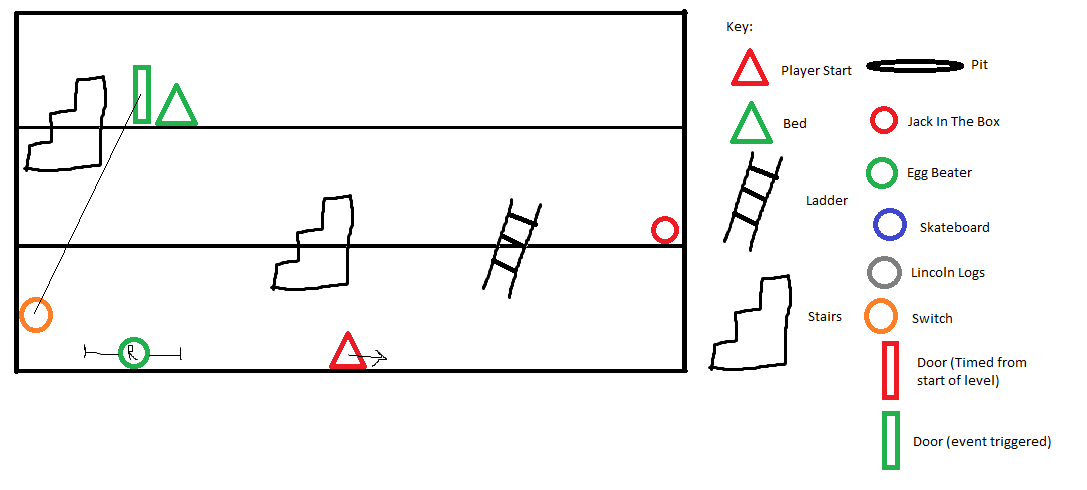 Key:
Player Start
Pit
Bed
Jack In The Box
Egg Beater
Ladder
Skateboard
Lincoln Logs
Stairs
Switch
Door (Timed from
start of level)
Door (event triggered)
R